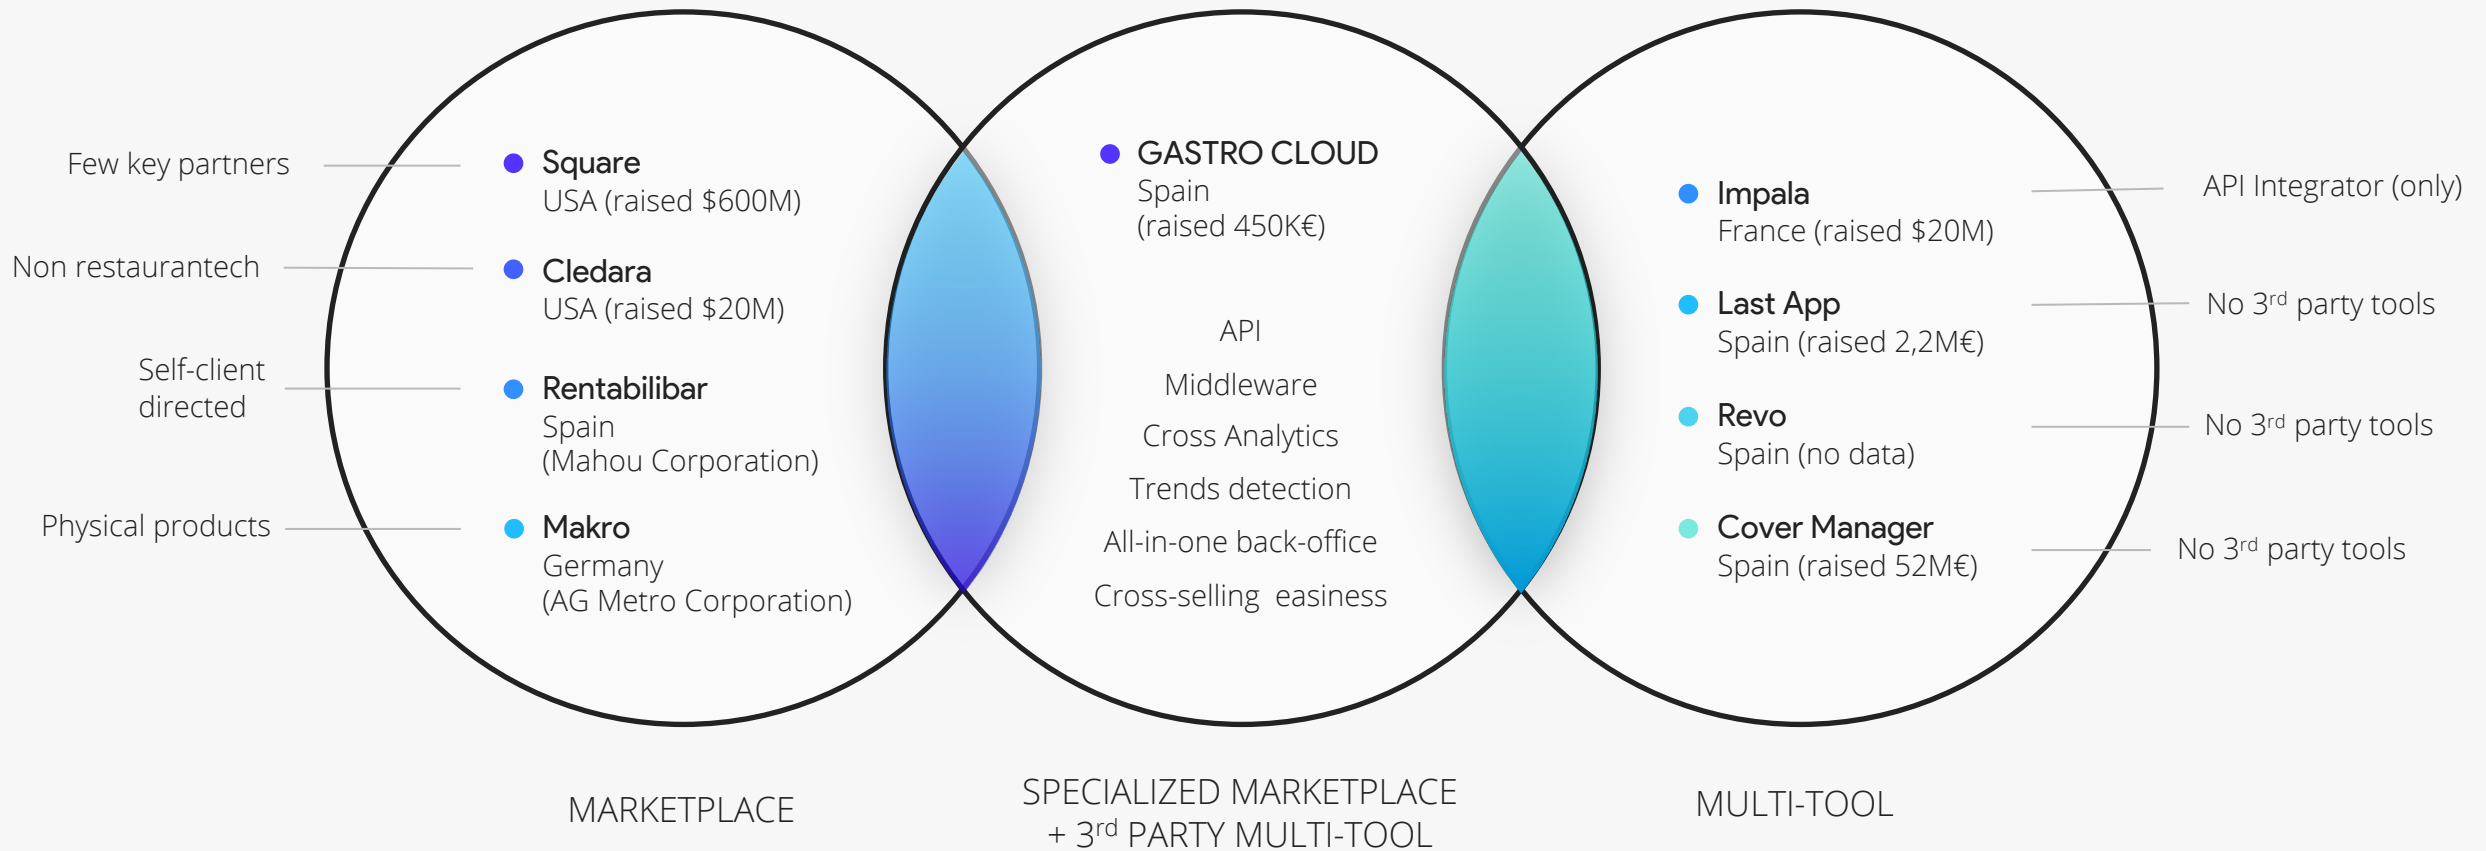 Few key partners
Non restaurantech
Self-client
directed
Physical products
Square
USA (raised $600M)
Cledara
USA (raised $20M)
Rentabilibar
Spain
(Mahou Corporation)
Makro
Germany
(AG Metro Corporation)
MARKETPLACE
GASTRO CLOUD
Spain
(raised 450K€)
API
Middleware
Cross Analytics
Trends detection
All-in-one back-office
Cross-selling easiness
SPECIALIZED MARKETPLACE
+ 3rd PARTY MULTI-TOOL
Impala
France (raised $20M)
Last App
Spain (raised 2,2M€)
Revo
Spain (no data)
Cover Manager
Spain (raised 52M€)
MULTI-TOOL
API Integrator (only)
No 3rd party tools
No 3rd party tools
No 3rd party tools